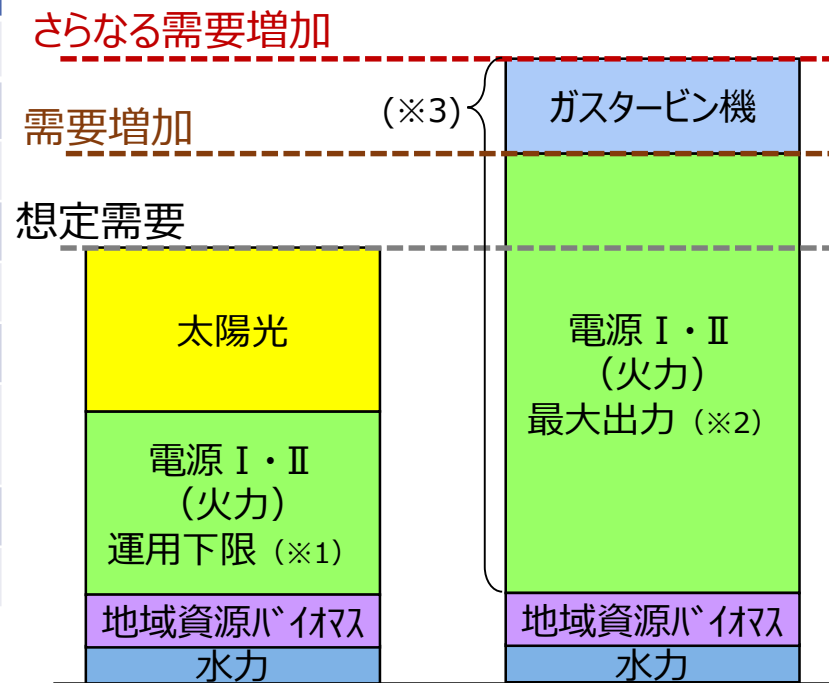 さらなる需要増加
(※3)
ガスタービン機
需要増加
想定需要
太陽光
電源Ⅰ・Ⅱ
(火力)
運用下限(※1)
地域資源バイオマス
水力
電源Ⅰ・Ⅱ
(火力)
最大出力(※2)
地域資源バイオマス
水力